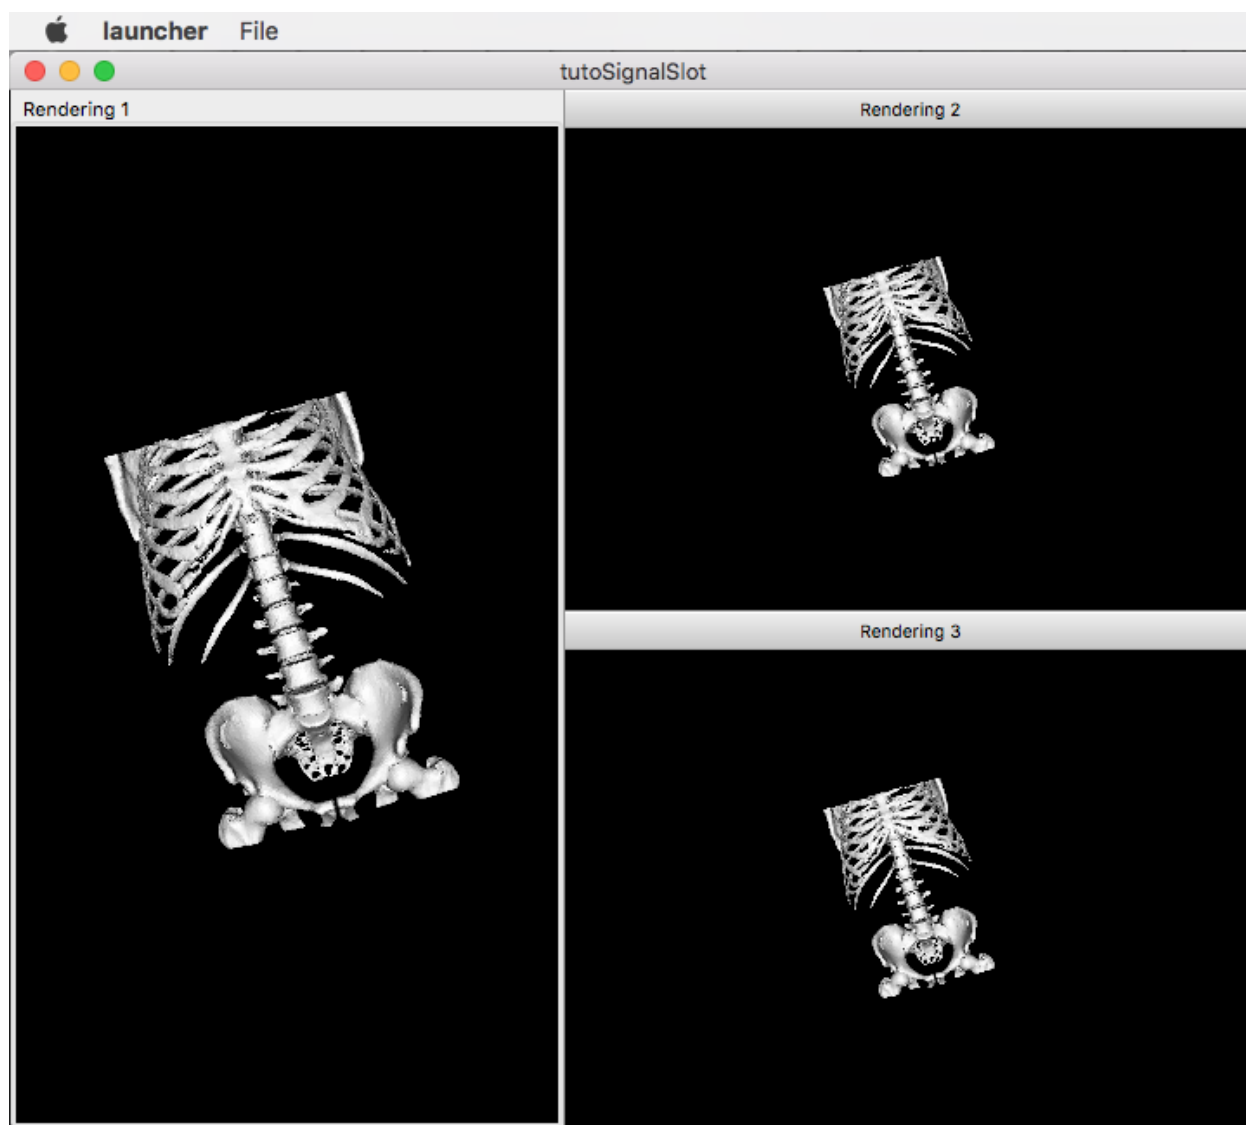 launcher File
tutoSignalSlot
Rendering 1
Rendering 2
Rendering 3